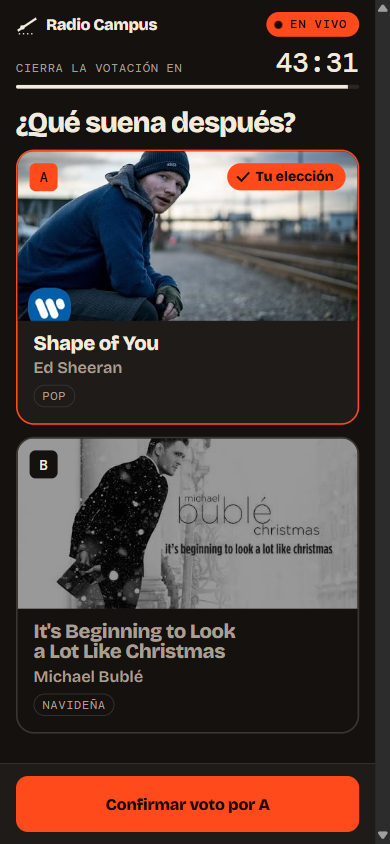 Radio Campus
EN VIVO
CIERRA LA VOTACIÓN EN
43:31
¿Qué suena después?
A
Tu elección
Shape of You
Ed Sheeran
POP
B
michael
bublé
christmas
it's beginning to look a lot like christmas
It's Beginning to Look
a Lot Like Christmas
Michael Bublé
NAVIDEÑA
Confirmar voto por A